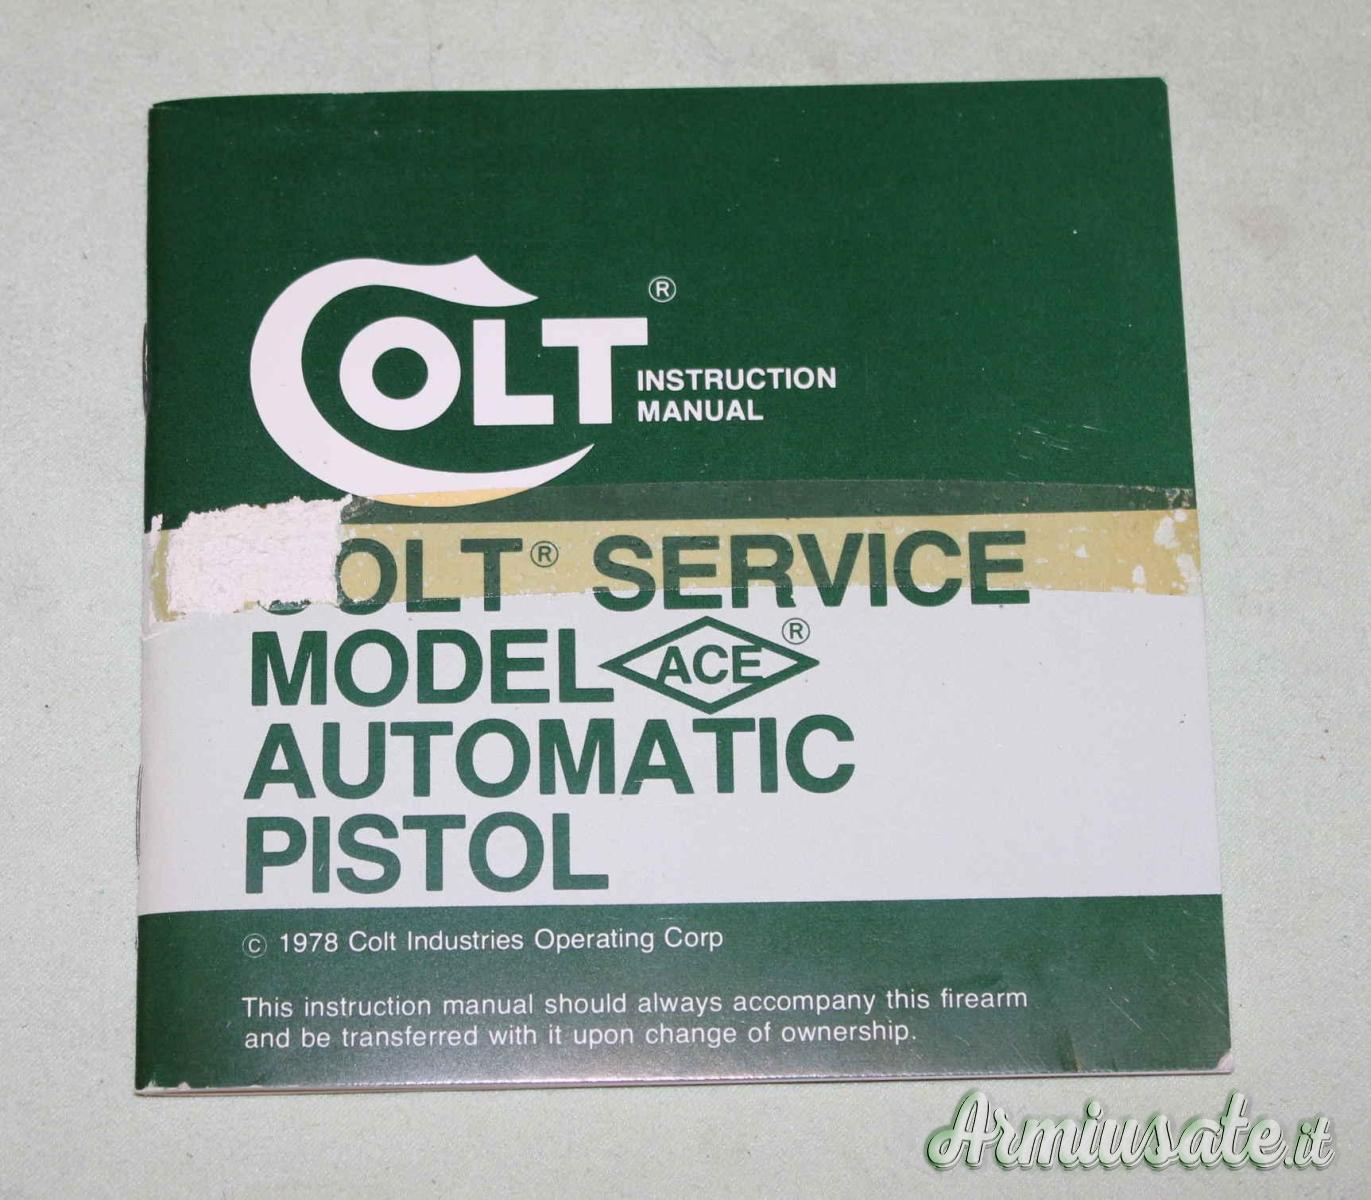 COLT®
INSTRUCTION
MANUAL
COLT® SERVICE
MODEL ACE®
AUTOMATIC
PISTOL
© 1978 Colt Industries Operating Corp
This instruction manual should always accompany this firearm
and be transferred with it upon change of ownership.
Armiusate.it